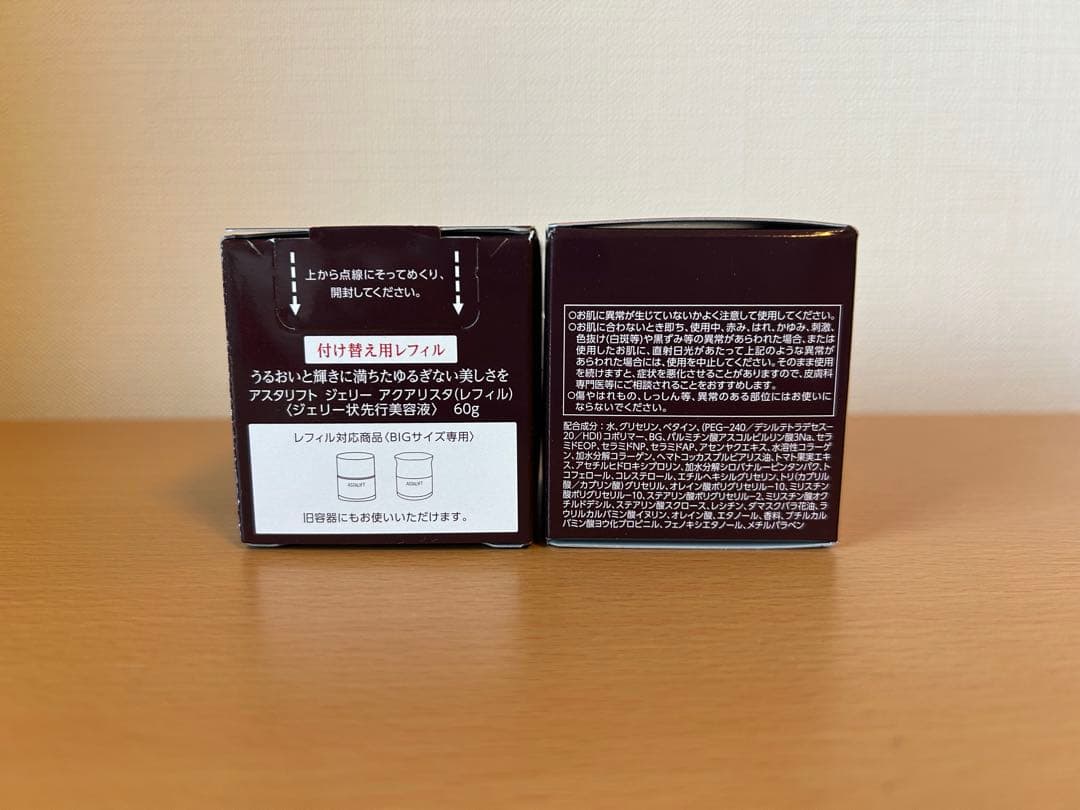 上から点線にそってめくり、
開封してください。
付け替え用レフィル
うるおいと輝きに満ちたゆるぎない美しさを
アスタリフト ジェリー アクアリスタ(レフィル)
〈ジェリー状先行美容液〉 60g
レフィル対応商品〈BIGサイズ専用〉
ASTALIFT ASTALIFT
旧容器にもお使いいただけます。
○お肌に異常が生じていないかよく注意して使用してください。
○お肌に合わないとき即ち、使用中、赤み、はれ、かゆみ、刺激、
色抜け(白斑等)や黒ずみ等の異常があらわれた場合、または
使用したお肌に、直射日光があたって上記のような異常が
あらわれた場合には、使用を中止してください。そのまま使用
を続けますと、症状を悪化させることがありますので、皮膚科
専門医等にご相談されることをおすすめします。
○傷やはれもの、しっしん等、異常のある部位にはお使いに
ならないでください。
配合成分：水、グリセリン、ベタイン、(PEG-240／デシルテトラデセス-
20／HDI)コポリマー、BG、パルミチン酸アスコルビルリン酸3Na、セラ
ミドEOP、セラミドNP、セラミドAP、アセンヤクエキス、水溶性コラーゲ
ン、加水分解コラーゲン、ヘマトコッカスプルビアリス油、トマト果実エキ
ス、アセチルヒドロキシプロリン、加水分解シロバナルーピンタンパク、ト
コフェロール、コレステロール、エチルヘキシルグリセリン、トリ(カプリル
酸／カプリン酸)グリセリル、オレイン酸ポリグリセリル-10、ミリスチン
酸ポリグリセリル-10、ステアリン酸ポリグリセリル-2、ミリスチン酸オク
チルドデシル、ステアリン酸スクロース、レシチン、ダマスクバラ花油、ラ
ウリルカルバミン酸イヌリン、オレイン酸、エタノール、香料、ブチルカル
バミン酸ヨウ化プロピニル、フェノキシエタノール、メチルパラベン